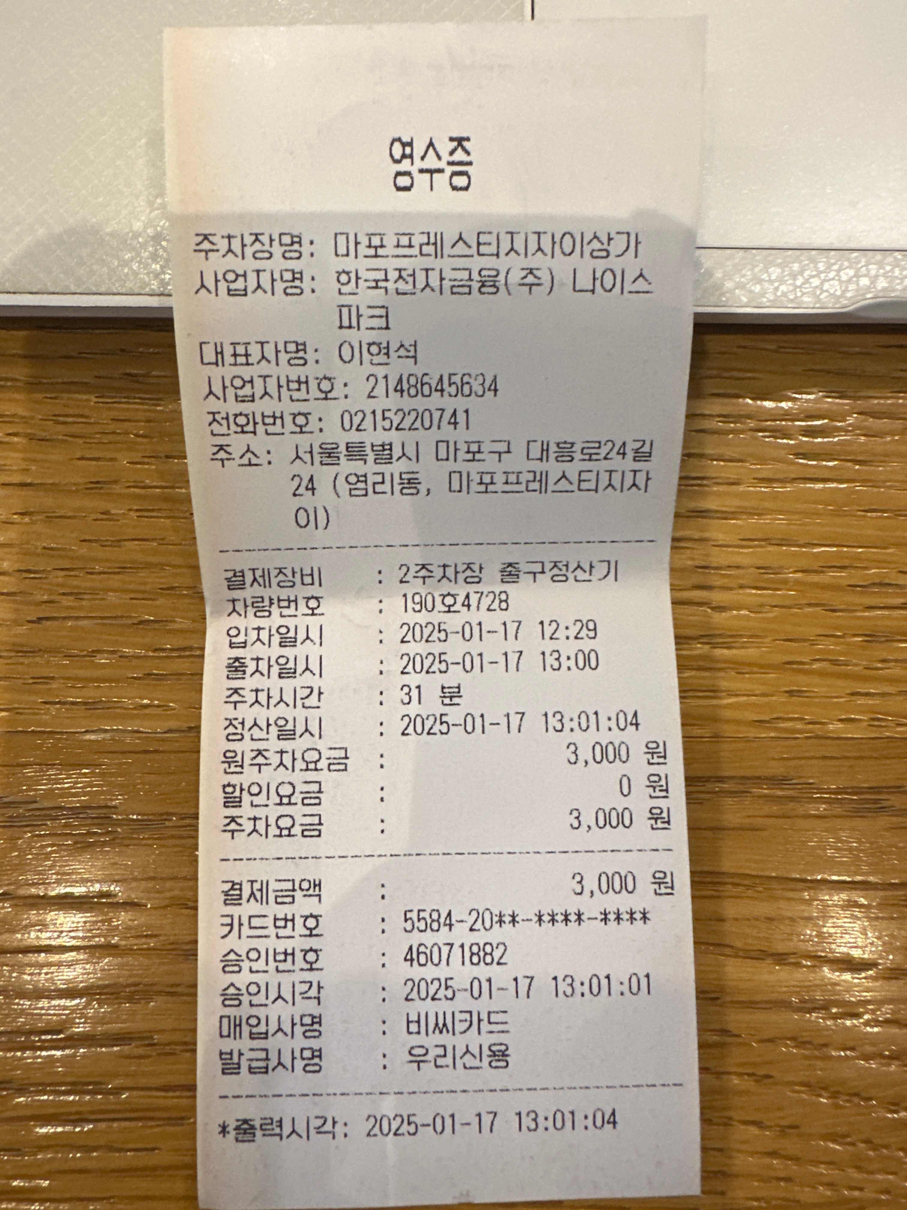 영수증
주차장명: 마포프레스티지자이상가
사업자명: 한국전자금융(주) 나이스
파크
대표자명: 이현석
사업자번호: 2148645634
전화번호: 0215220741
주소: 서울특별시 마포구 대흥로24길
24 (염리동, 마포프레스티지자
이)
결제장비 : 2주차장 출구정산기
차량번호 : 190호4728
입차일시 : 2025-01-17 12:29
출차일시 : 2025-01-17 13:00
주차시간 : 31 분
정산일시 : 2025-01-17 13:01:04
원주차요금 : 3,000 원
할인요금 : 0 원
주차요금 : 3,000 원
결제금액 : 3,000 원
카드번호 : 5584-20**-****-****
승인번호 : 46071882
승인시각 : 2025-01-17 13:01:01
매입사명 : 비씨카드
발급사명 : 우리신용
*출력시각: 2025-01-17 13:01:04